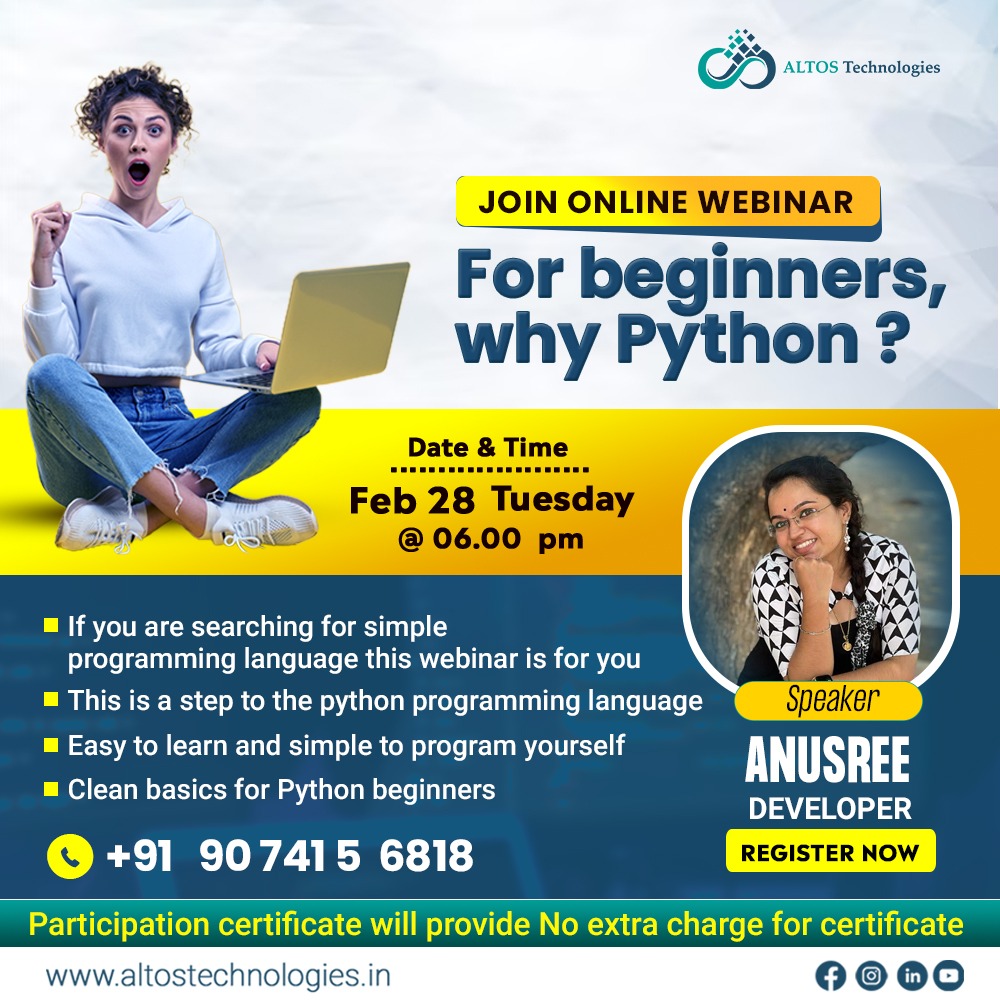 ALTOS Technologies
JOIN ONLINE WEBINAR
For beginners,
why Python ?
Date & Time
Feb 28 Tuesday
@ 06.00 pm
If you are searching for simple
programming language this webinar is for you
This is a step to the python programming language
Easy to learn and simple to program yourself
Clean basics for Python beginners
+91 90 741 5 6818
Speaker
ANUSREE
DEVELOPER
REGISTER NOW
Participation certificate will provide No extra charge for certificate
www.altostechnologies.in